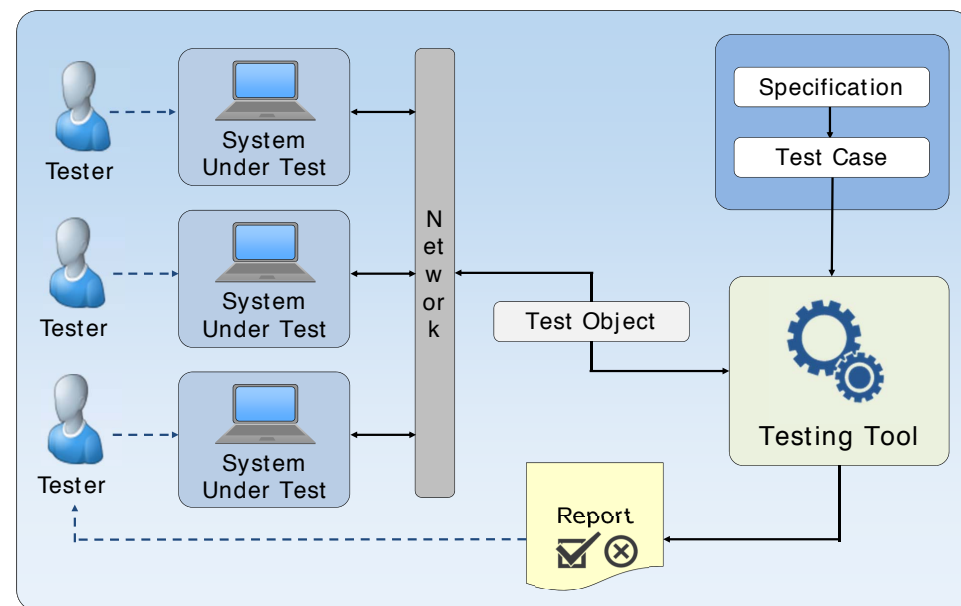 Tester
System
Under Test
Tester
System
Under Test
Tester
System
Under Test
N
et
w
or
k
Test Object
Specification
Test Case
Testing Tool
Report